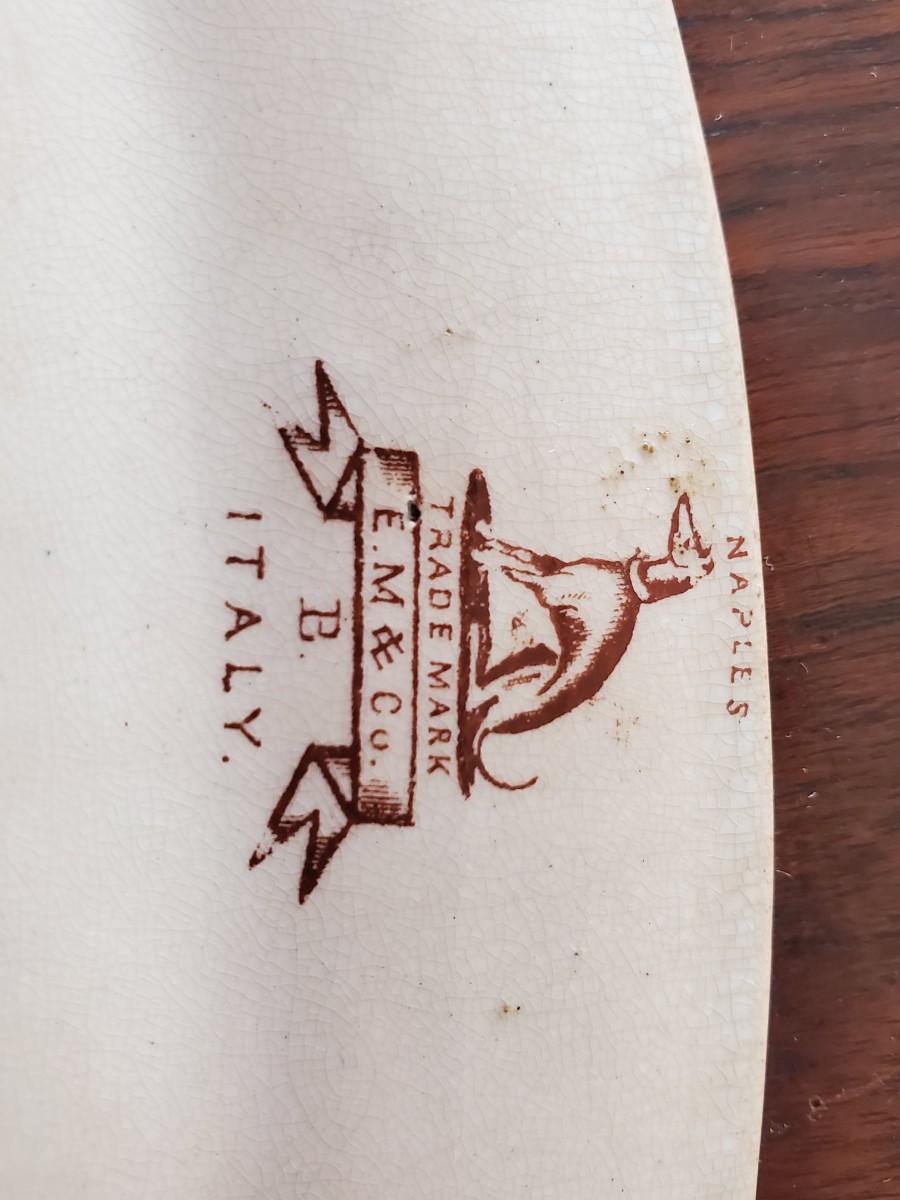 NAPLES
TRADE MARK
E.M & Co.
B
ITALY.